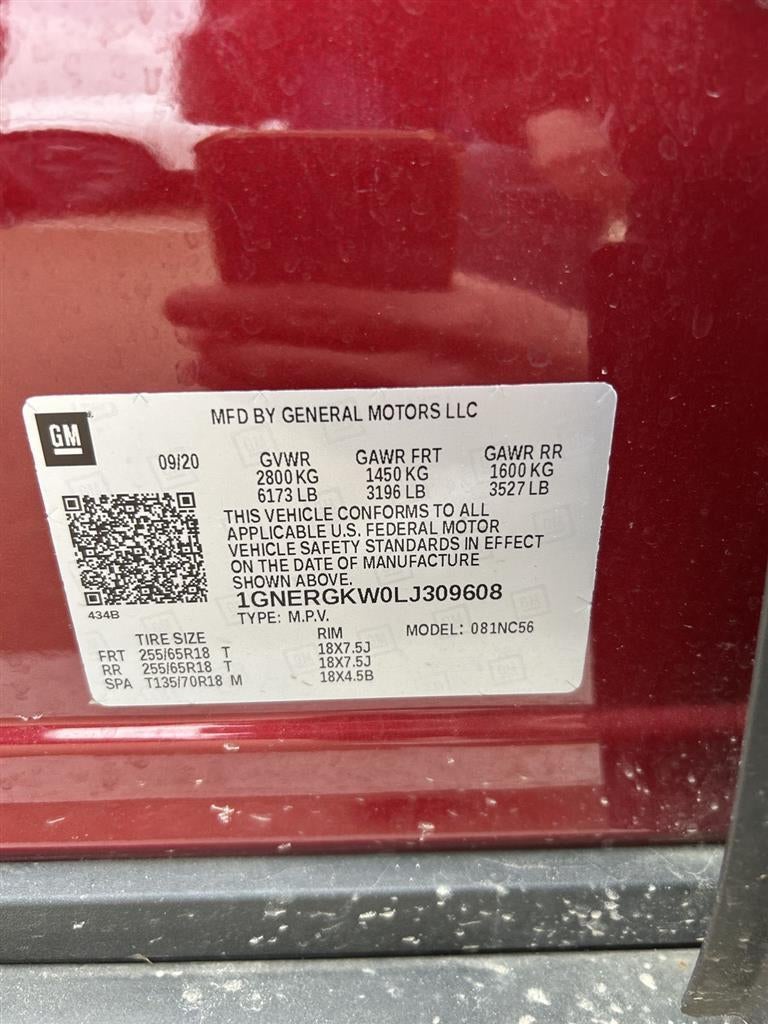 MFD BY GENERAL MOTORS LLC
GM
09/20 GVWR GAWR FRT GAWR RR
2800 KG 1450 KG 1600 KG
6173 LB 3196 LB 3527 LB
THIS VEHICLE CONFORMS TO ALL
APPLICABLE U.S. FEDERAL MOTOR
VEHICLE SAFETY STANDARDS IN EFFECT
ON THE DATE OF MANUFACTURE
SHOWN ABOVE.
434B
1GNERGKW0LJ309608
TYPE: M.P.V. MODEL: 081NC56
TIRE SIZE RIM
FRT 255/65R18 T 18X7.5J
RR 255/65R18 T 18X7.5J
SPA T135/70R18 M 18X4.5B